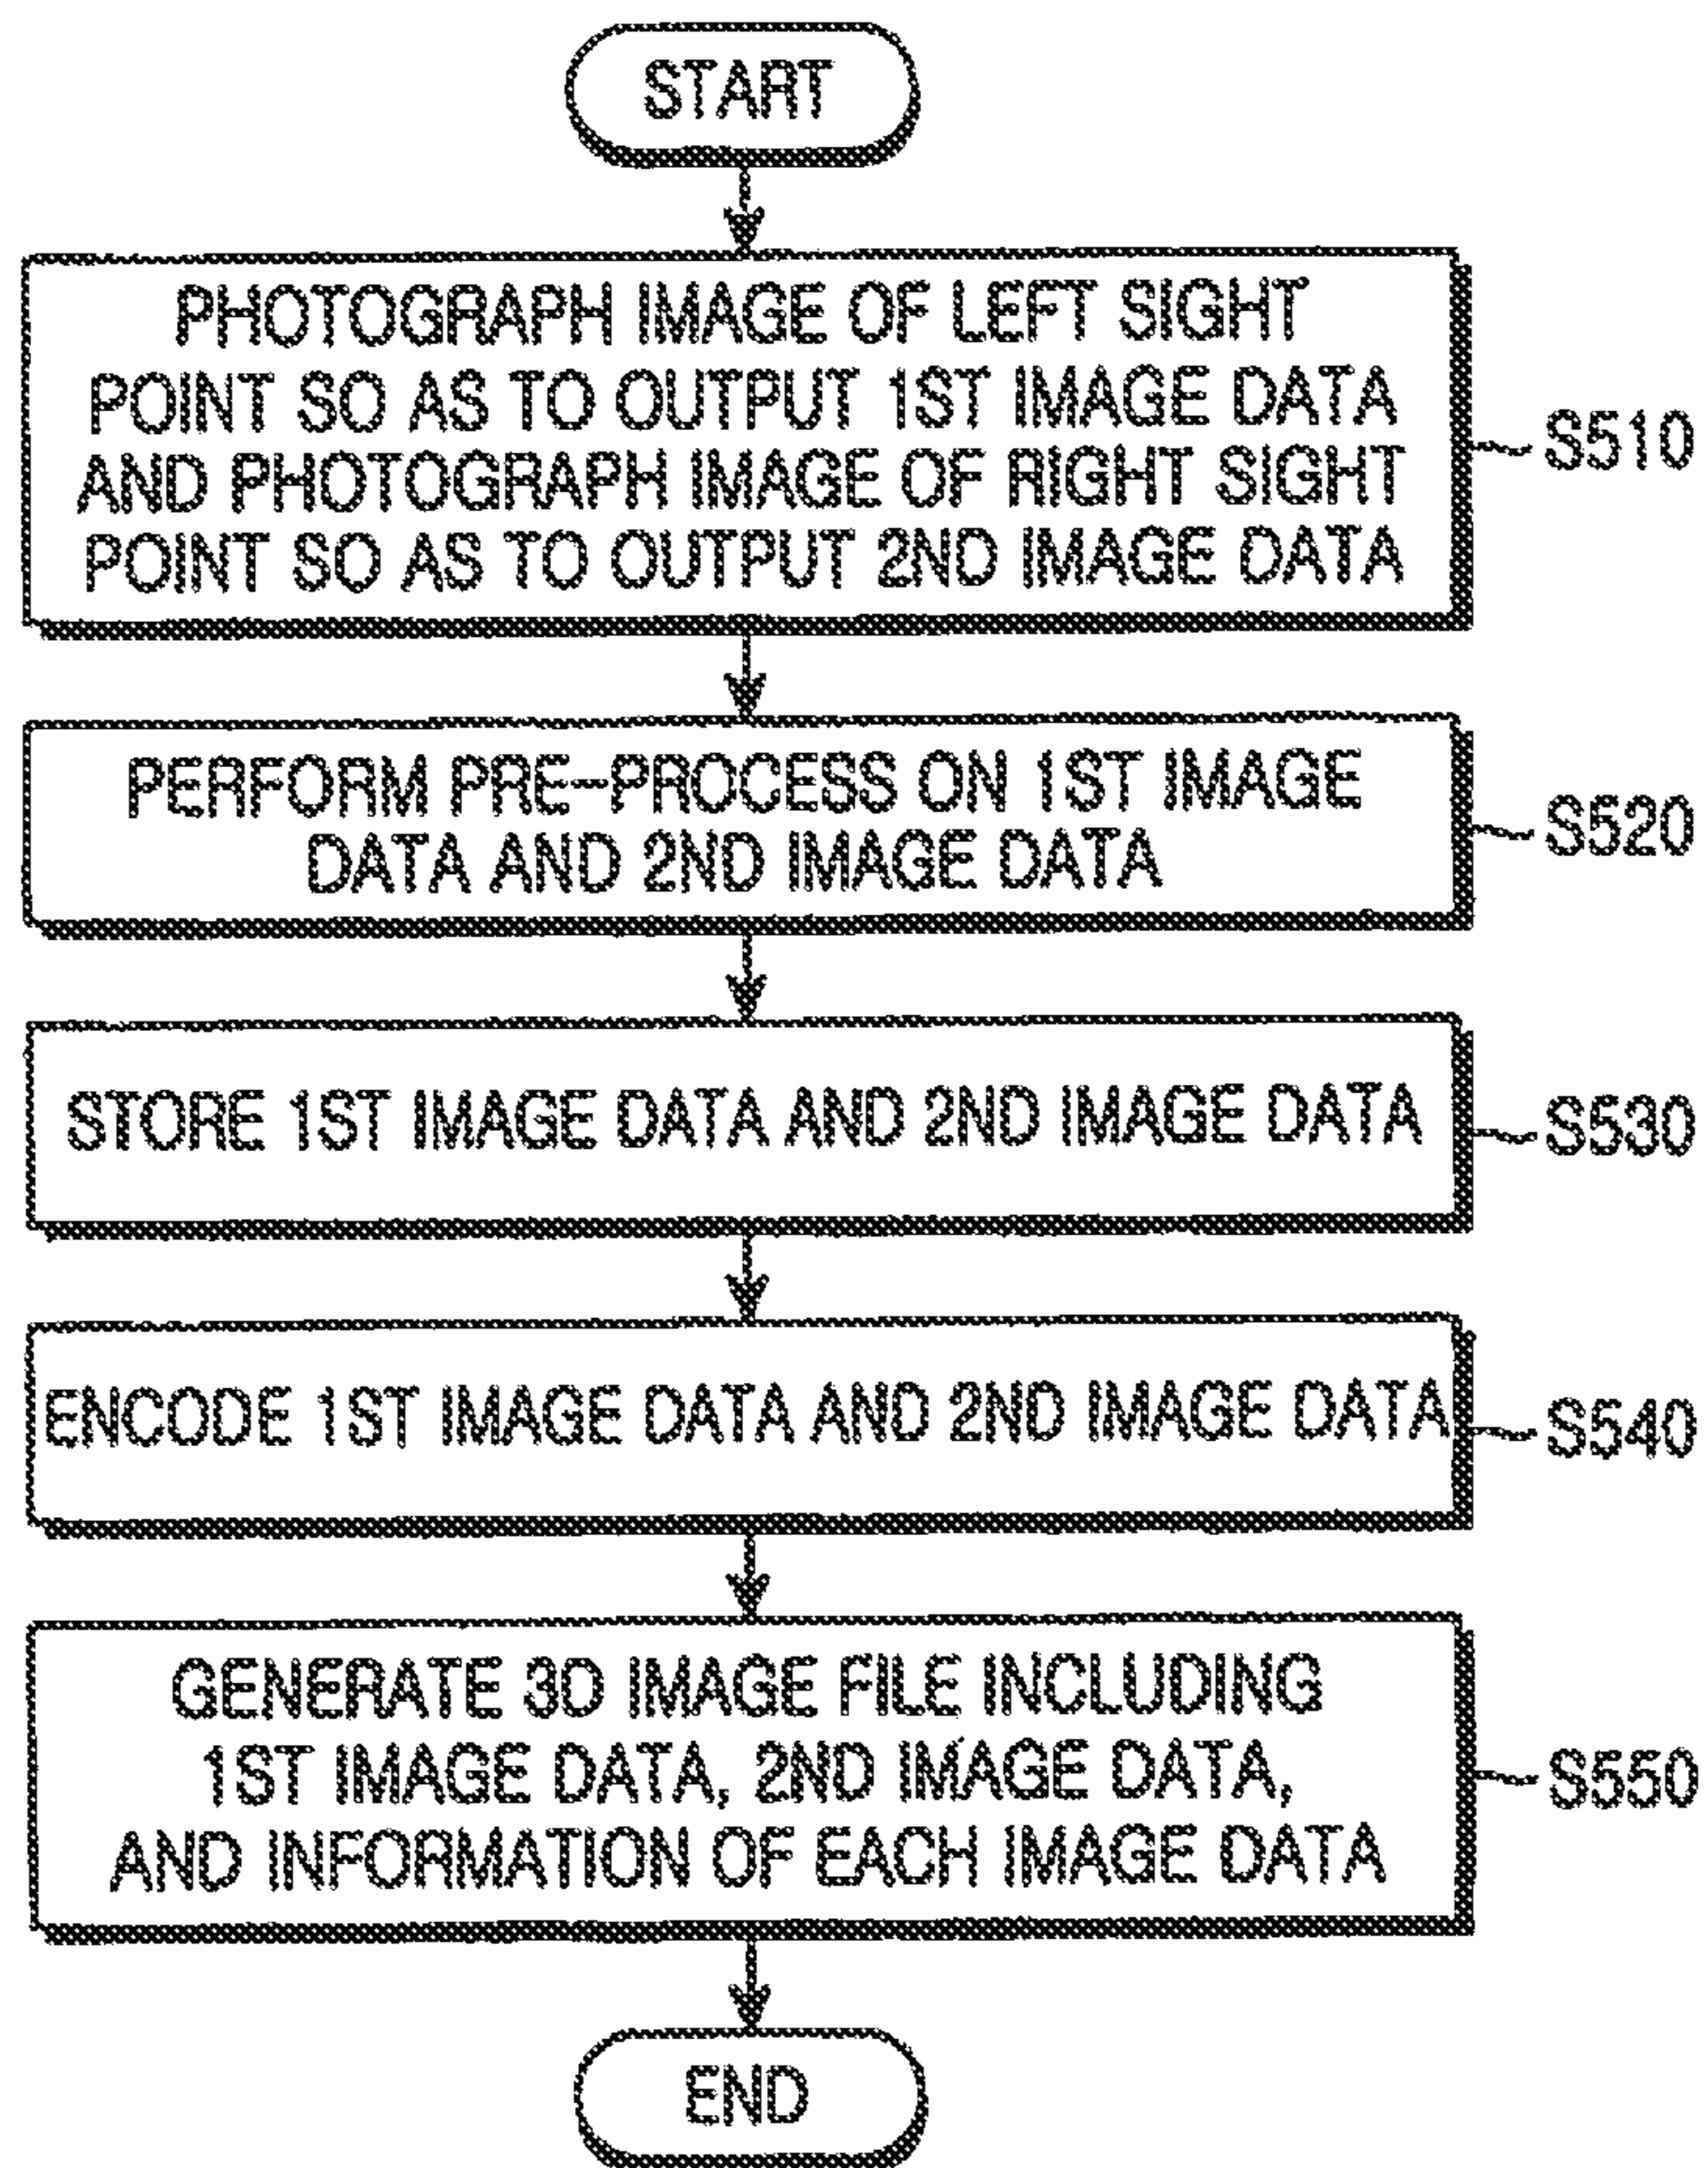 START
PHOTOGRAPH IMAGE OF LEFT SIGHT
POINT SO AS TO OUTPUT 1ST IMAGE DATA
AND PHOTOGRAPH IMAGE OF RIGHT SIGHT
POINT SO AS TO OUTPUT 2ND IMAGE DATA
S510
PERFORM PRE-PROCESS ON 1ST IMAGE
DATA AND 2ND IMAGE DATA
S520
STORE 1ST IMAGE DATA AND 2ND IMAGE DATA
S530
ENCODE 1ST IMAGE DATA AND 2ND IMAGE DATA
S540
GENERATE 3D IMAGE FILE INCLUDING
1ST IMAGE DATA, 2ND IMAGE DATA,
AND INFORMATION OF EACH IMAGE DATA
S550
END